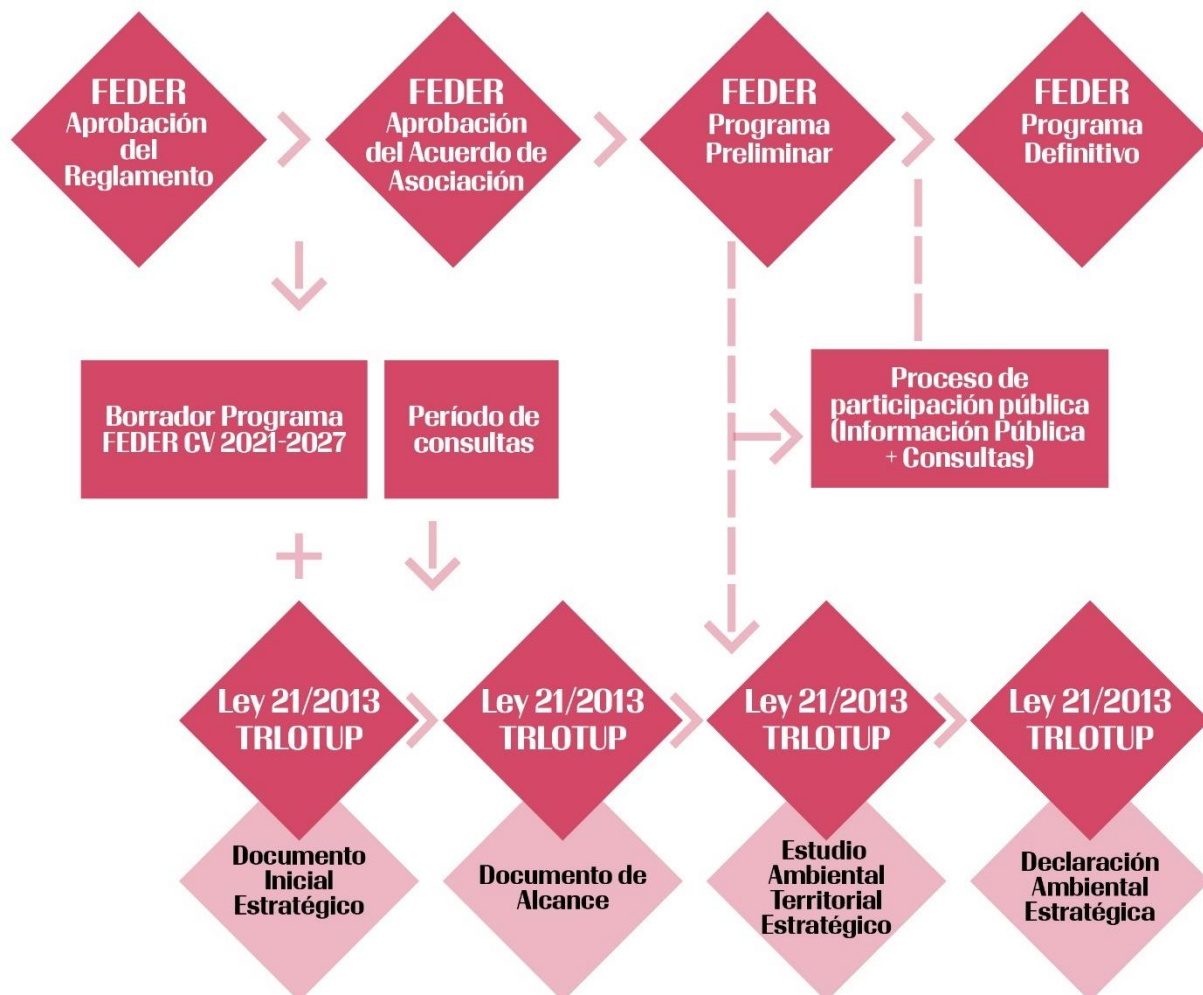 FEDER
Aprobación
del
Reglamento
FEDER
Aprobación
del Acuerdo de
Asociación
FEDER
Programa
Preliminar
FEDER
Programa
Definitivo
Borrador Programa
FEDER CV 2021-2027
Período de
consultas
Proceso de
participación pública
(Información Pública
+ Consultas)
Ley 21/2013
TRLOTUP
Ley 21/2013
TRLOTUP
Ley 21/2013
TRLOTUP
Ley 21/2013
TRLOTUP
Documento
Inicial
Estratégico
Documento de
Alcance
Estudio
Ambiental
Territorial
Estratégico
Declaración
Ambiental
Estratégica